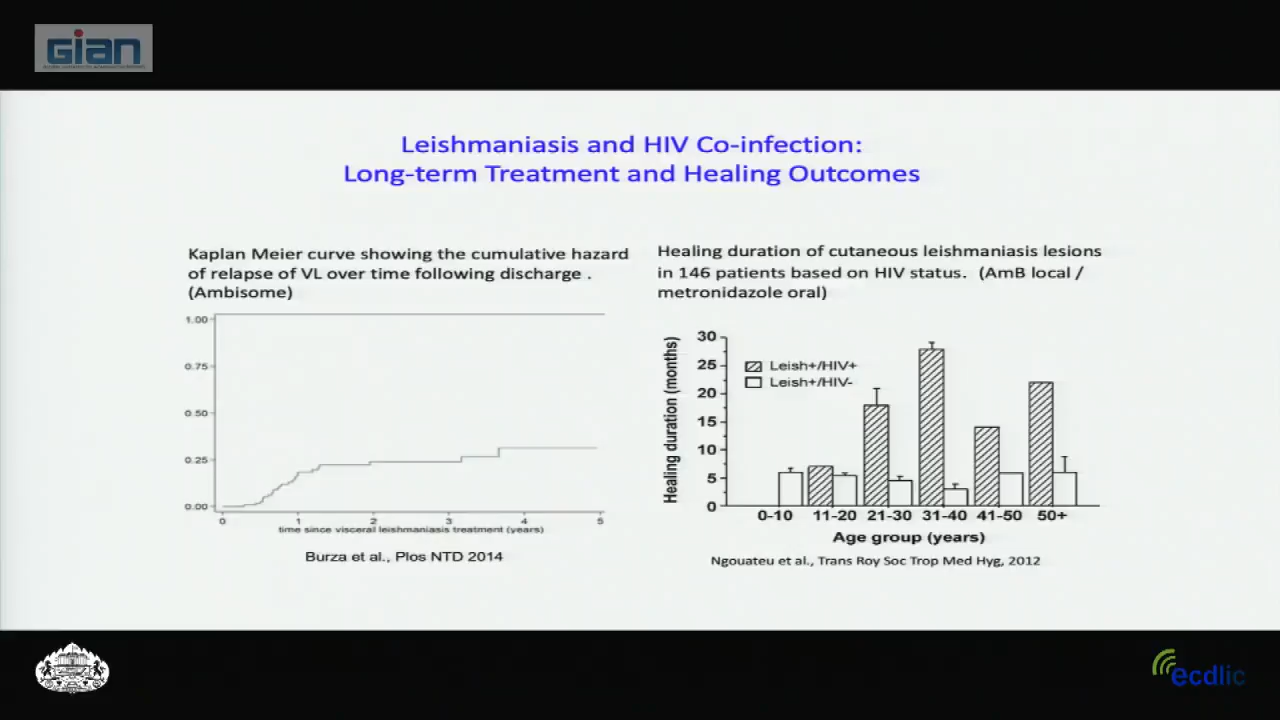 Gian
Leishmaniasis and HIV Co-infection:
Long-term Treatment and Healing Outcomes
Kaplan Meier curve showing the cumulative hazard
of relapse of VL over time following discharge .
(Ambisome)
1.00
0.75
0.50
0.25
0.00
0 1 2 3 4 5
time since visceral leishmaniasis treatment (years)
Burza et al., Plos NTD 2014
Healing duration of cutaneous leishmaniasis lesions
in 146 patients based on HIV status. (AmB local /
metronidazole oral)
Healing duration (months)
30
25
20
15
10
5
0
Leish+/HIV+
Leish+/HIV-
0-10 11-20 21-30 31-40 41-50 50+
Age group (years)
Ngouateu et al., Trans Roy Soc Trop Med Hyg, 2012
ecdlic